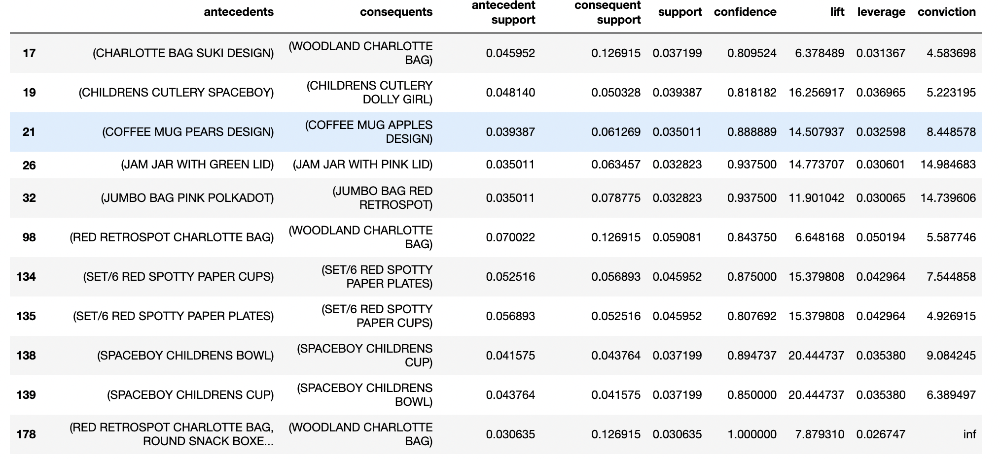 antecedents consequents antecedent support consequent support support confidence lift leverage conviction
17 (CHARLOTTE BAG SUKI DESIGN) (WOODLAND CHARLOTTE BAG) 0.045952 0.126915 0.037199 0.809524 6.378489 0.031367 4.583698
19 (CHILDRENS CUTLERY SPACEBOY) (CHILDRENS CUTLERY DOLLY GIRL) 0.048140 0.050328 0.039387 0.818182 16.256917 0.036965 5.223195
21 (COFFEE MUG PEARS DESIGN) (COFFEE MUG APPLES DESIGN) 0.039387 0.061269 0.035011 0.888889 14.507937 0.032598 8.448578
26 (JAM JAR WITH GREEN LID) (JAM JAR WITH PINK LID) 0.035011 0.063457 0.032823 0.937500 14.773707 0.030601 14.984683
32 (JUMBO BAG PINK POLKADOT) (JUMBO BAG RED RETROSPOT) 0.035011 0.078775 0.032823 0.937500 11.901042 0.030065 14.739606
98 (RED RETROSPOT CHARLOTTE BAG) (WOODLAND CHARLOTTE BAG) 0.070022 0.126915 0.059081 0.843750 6.648168 0.050194 5.587746
134 (SET/6 RED SPOTTY PAPER CUPS) (SET/6 RED SPOTTY PAPER PLATES) 0.052516 0.056893 0.045952 0.875000 15.379808 0.042964 7.544858
135 (SET/6 RED SPOTTY PAPER PLATES) (SET/6 RED SPOTTY PAPER CUPS) 0.056893 0.052516 0.045952 0.807692 15.379808 0.042964 4.926915
138 (SPACEBOY CHILDRENS BOWL) (SPACEBOY CHILDRENS CUP) 0.041575 0.043764 0.037199 0.894737 20.444737 0.035380 9.084245
139 (SPACEBOY CHILDRENS CUP) (SPACEBOY CHILDRENS BOWL) 0.043764 0.041575 0.037199 0.850000 20.444737 0.035380 6.389497
178 (RED RETROSPOT CHARLOTTE BAG, ROUND SNACK BOXE... (WOODLAND CHARLOTTE BAG) 0.030635 0.126915 0.030635 1.000000 7.879310 0.026747 inf